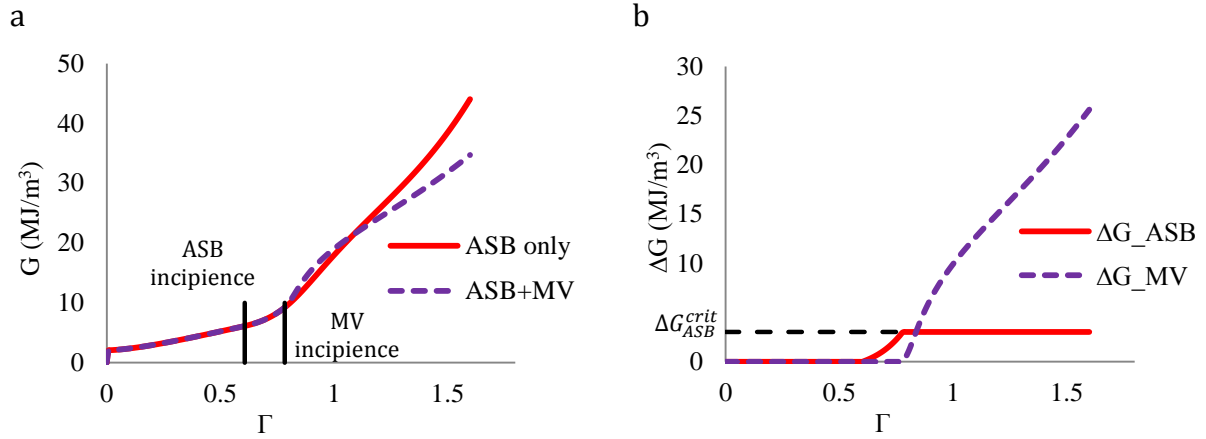 a
50
40
30
20
10
0
G (MJ/m³)
ASB
incipience
MV
incipience
ASB only
ASB+MV
0
0.5
1
1.5
Γ
b
30
25
20
15
10
5
0
ΔG (MJ/m³)
ΔG_ASB^crit
ΔG_ASB
ΔG_MV
0
0.5
1
1.5
Γ